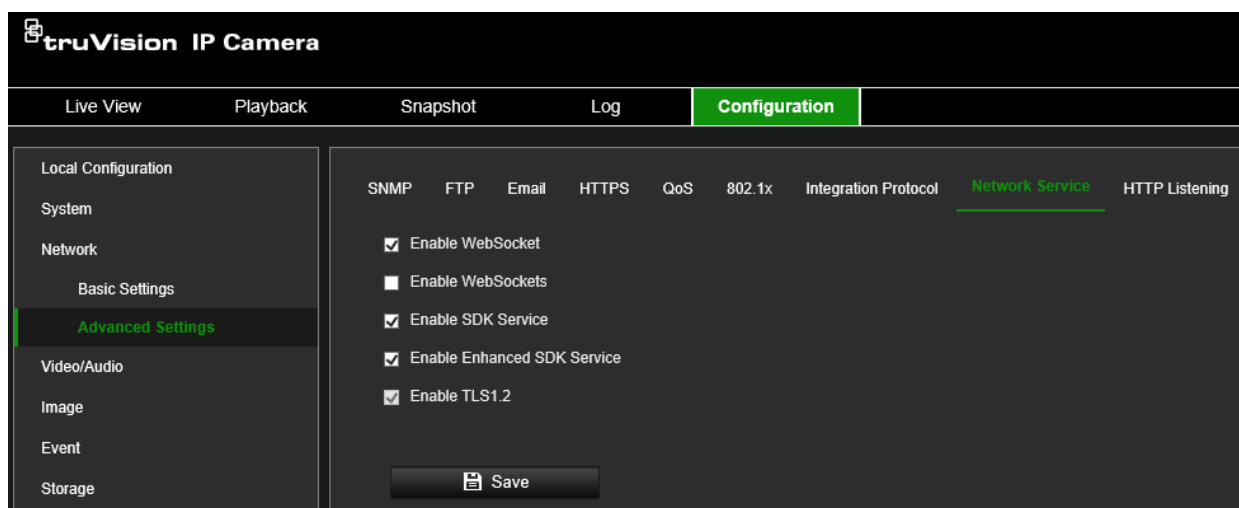 truVision IP Camera
Live View Playback Snapshot Log Configuration
Local Configuration
System
Network
Basic Settings
Advanced Settings
Video/Audio
Image
Event
Storage
SNMP FTP Email HTTPS QoS 802.1x Integration Protocol Network Service HTTP Listening
Enable WebSocket
Enable WebSockets
Enable SDK Service
Enable Enhanced SDK Service
Enable TLS1.2
Save